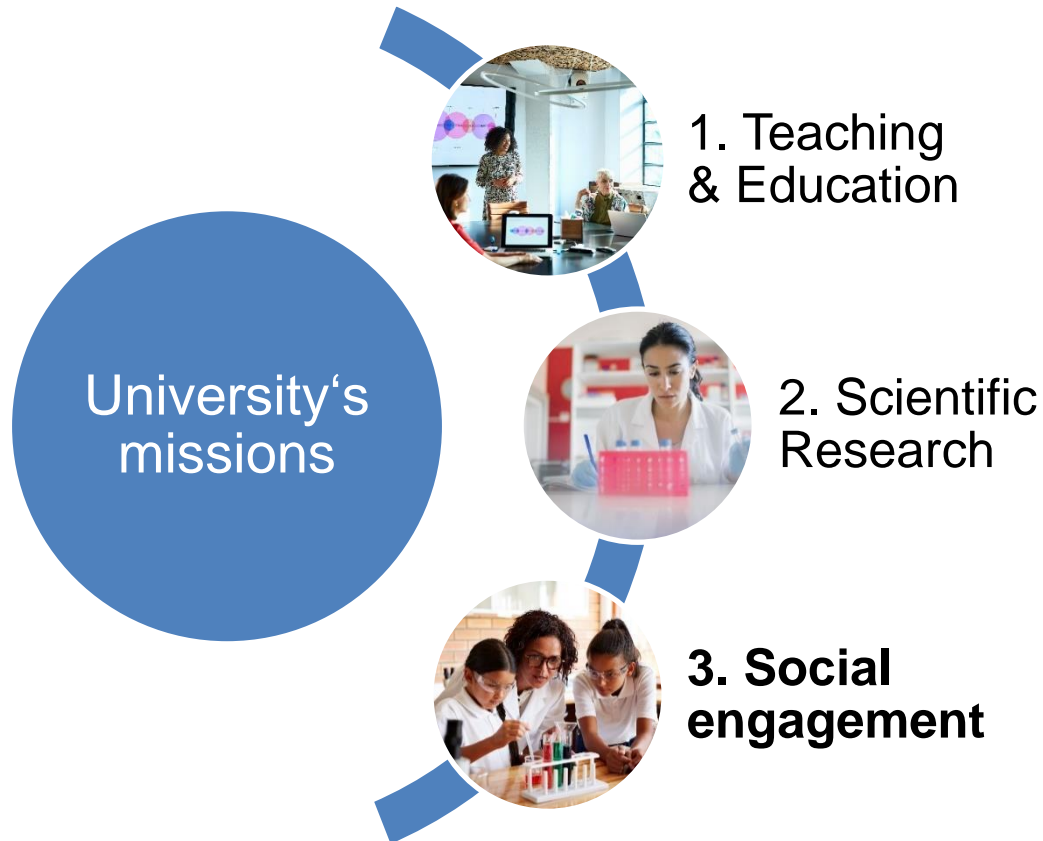 University‘s
missions
1. Teaching
& Education
2. Scientific
Research
3. Social
engagement